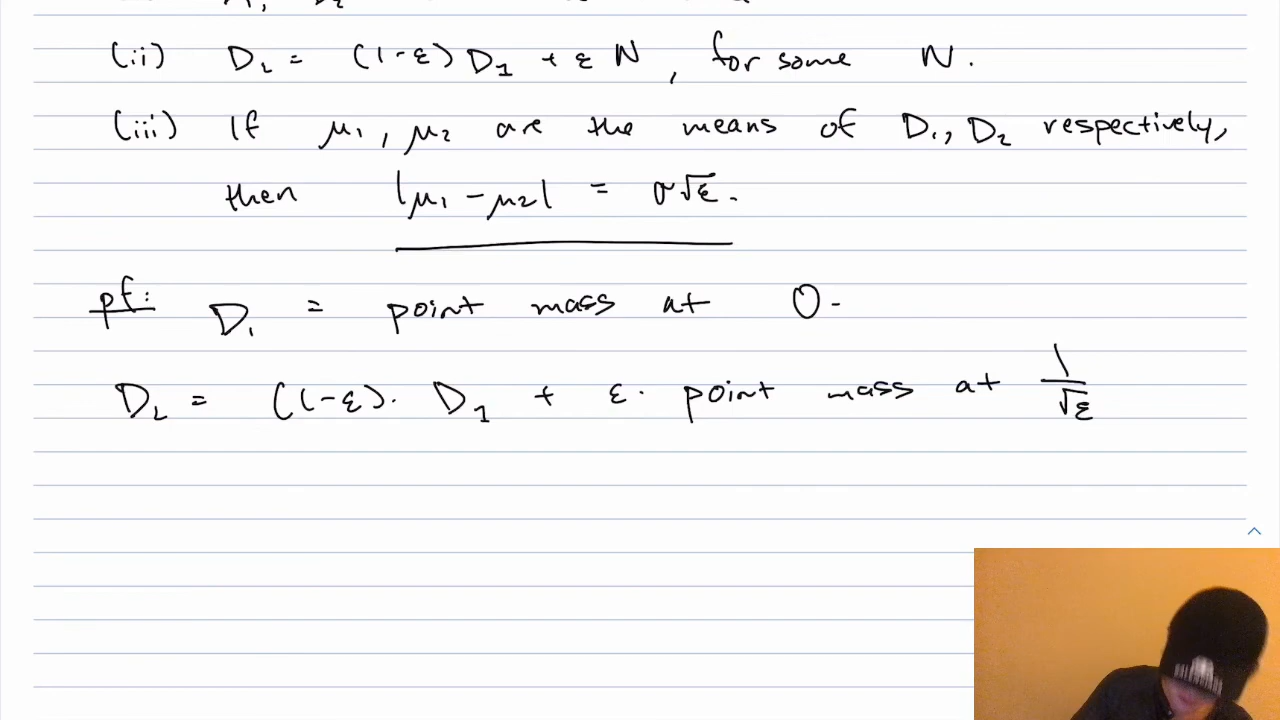 (ii) D₂ = (1-ε) D₁ + ε N, for some N.
(iii) If μ₁, μ₂ are the means of D₁, D₂ respectively,
then |μ₁ - μ₂| = σ√ε.
pf: D₁ = point mass at 0.
D₂ = (1-ε). D₁ + ε. point mass at 1/√ε